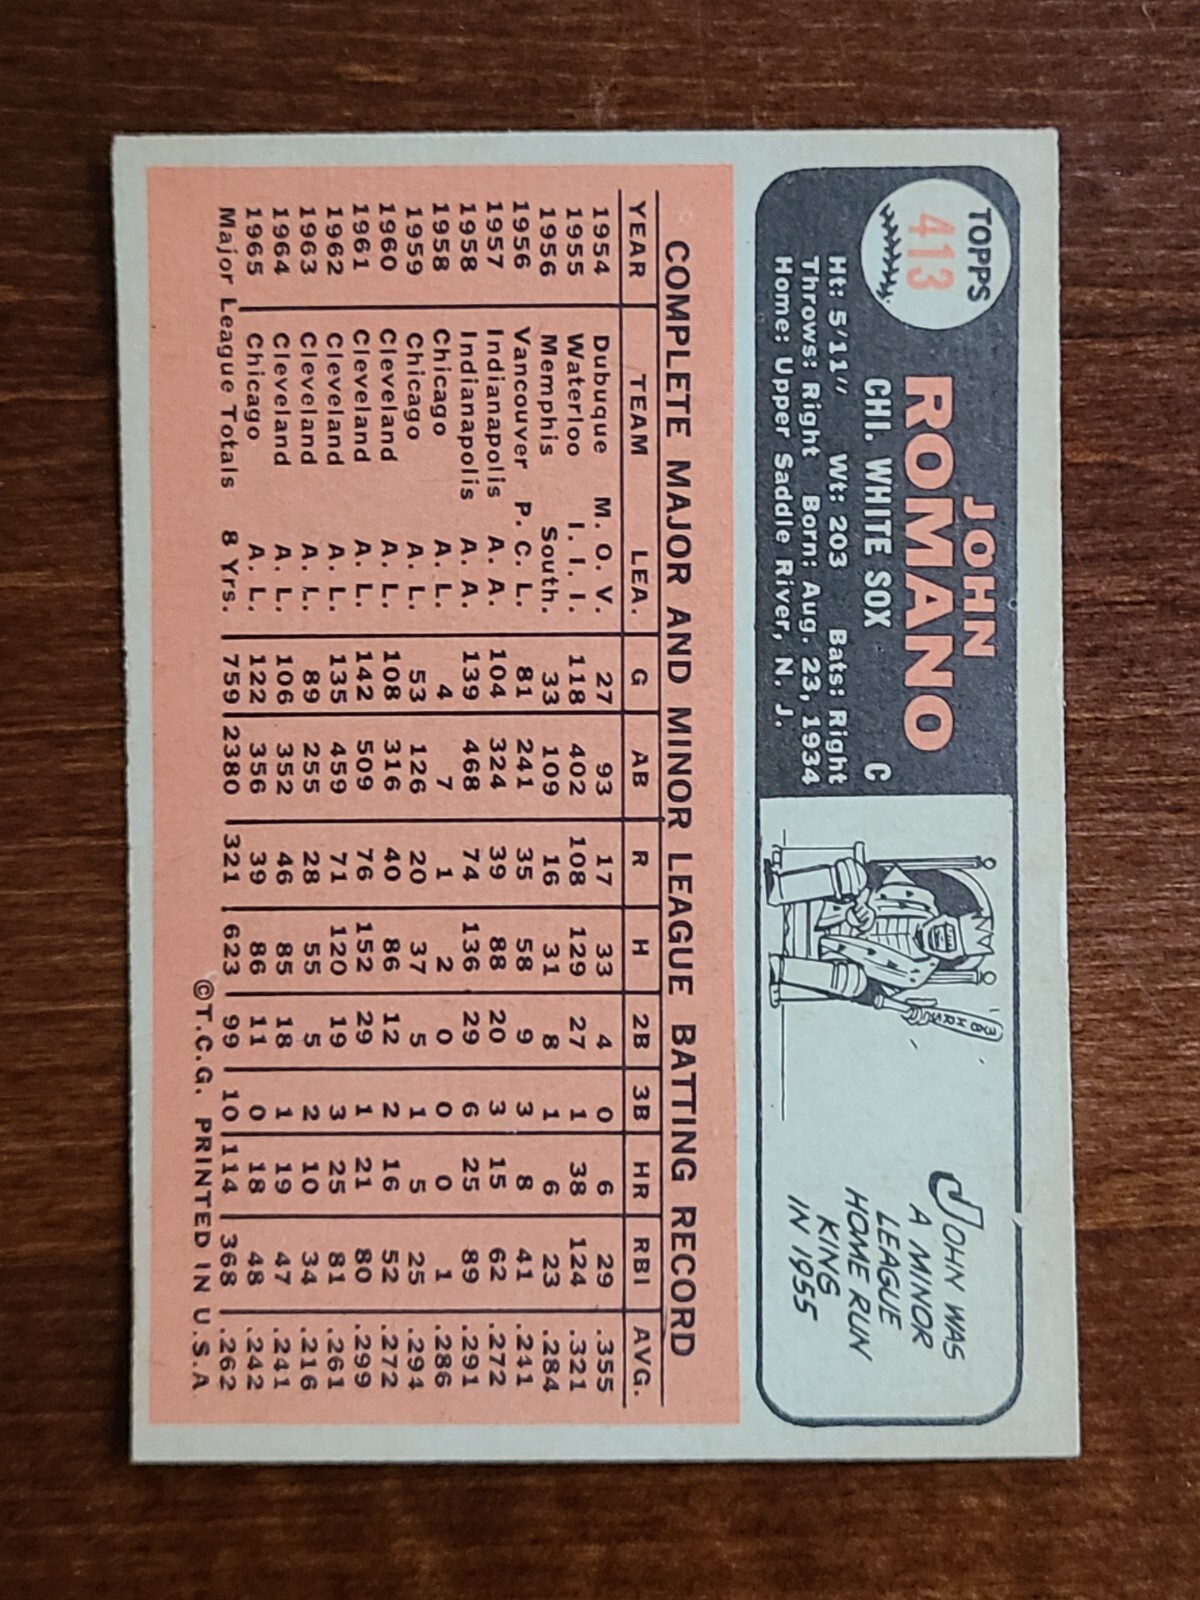 TOPPS
413
JOHN
ROMANO
CHI. WHITE SOX C
Ht: 5'11" Wt: 203 Bats: Right
Throws: Right Born: Aug. 23, 1934
Home: Upper Saddle River, N. J.
38 HRS
JOHN WAS
A MINOR
LEAGUE
HOME RUN
KING
IN 1955
COMPLETE MAJOR AND MINOR LEAGUE BATTING RECORD
YEAR TEAM LEA. G AB R H 2B 3B HR RBI AVG.
1954 Dubuque M. O. V. 27 93 17 33 4 0 6 29 .355
1955 Waterloo I. I. I. 118 402 108 129 27 1 38 124 .321
1956 Memphis South. 33 109 16 31 8 1 6 23 .284
1956 Vancouver P. C. L. 81 241 35 58 9 3 8 41 .241
1957 Indianapolis A. A. 104 324 39 88 20 3 15 62 .272
1958 Indianapolis A. A. 139 468 74 136 29 6 25 89 .291
1958 Chicago A. L. 4 7 1 2 0 0 0 1 .286
1959 Chicago A. L. 53 126 20 37 5 1 5 25 .294
1960 Cleveland A. L. 108 316 40 86 12 2 16 52 .272
1961 Cleveland A. L. 142 509 76 152 29 1 21 80 .299
1962 Cleveland A. L. 135 459 71 120 19 3 25 81 .261
1963 Cleveland A. L. 89 255 28 55 5 2 10 34 .216
1964 Cleveland A. L. 106 352 46 85 18 1 19 47 .241
1965 Chicago A. L. 122 356 39 86 11 0 18 48 .242
Major League Totals 8 Yrs. 759 2380 321 623 99 10 114 368 .262
©T.C.G. PRINTED IN U.S.A